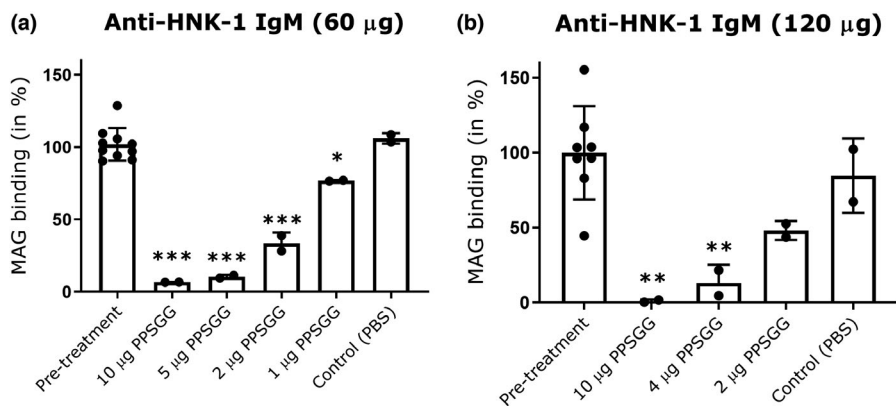 (a) Anti-HNK-1 IgM (60 μg)
MAG binding (in %)
150
100
50
0
***
***
***
*
Pre-treatment
10 μg PPSGG
5 μg PPSGG
2 μg PPSGG
1 μg PPSGG
Control (PBS)
(b) Anti-HNK-1 IgM (120 μg)
MAG binding (in %)
150
100
50
0
**
**
Pre-treatment
10 μg PPSGG
4 μg PPSGG
2 μg PPSGG
Control (PBS)